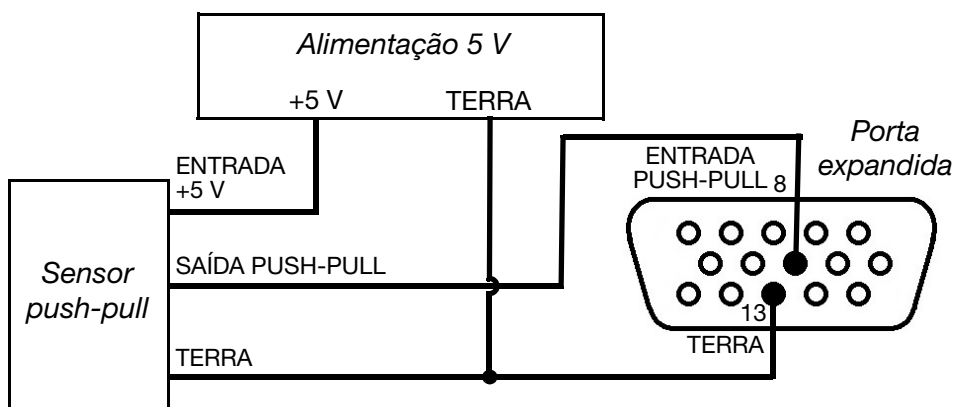 Alimentação 5 V
+5 V
TERRA
Porta
expandida
ENTRADA
PUSH-PULL 8
ENTRADA
+5 V
Sensor
push-pull
SAÍDA PUSH-PULL
13
TERRA
TERRA